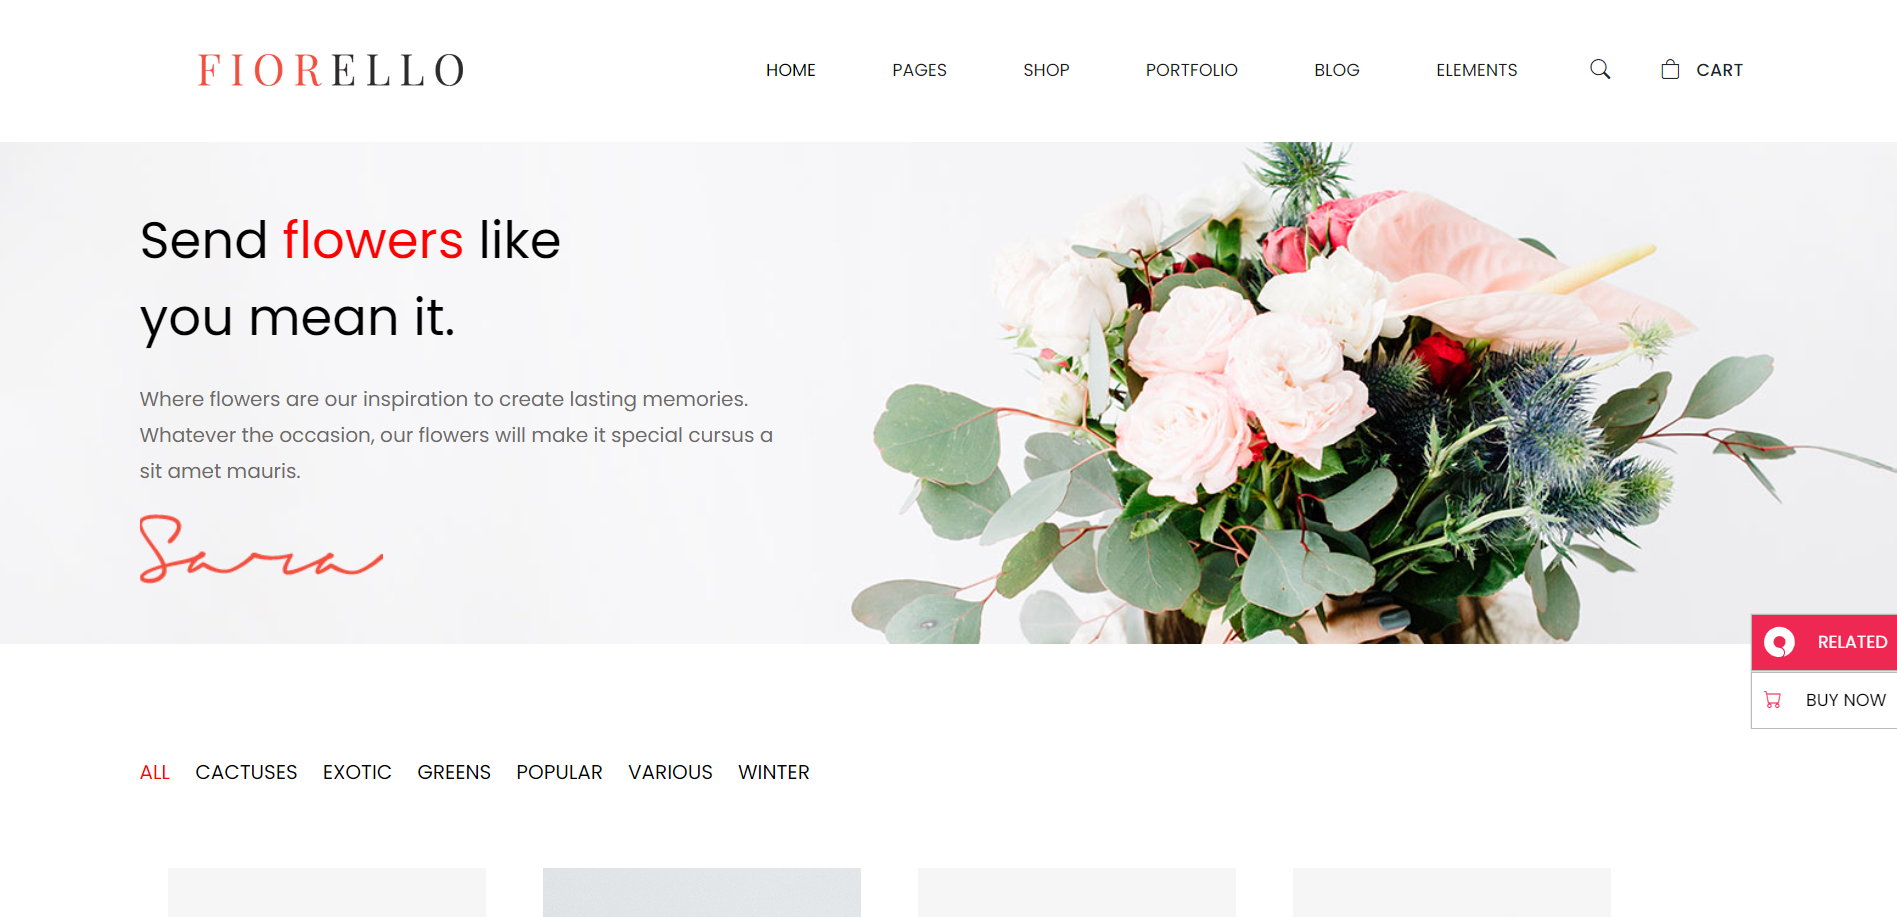 FIORELLO
HOME PAGES SHOP PORTFOLIO BLOG ELEMENTS CART
Send flowers like
you mean it.
Where flowers are our inspiration to create lasting memories.
Whatever the occasion, our flowers will make it special cursus a
sit amet mauris.
Sara
RELATED
BUY NOW
ALL CACTUSES EXOTIC GREENS POPULAR VARIOUS WINTER